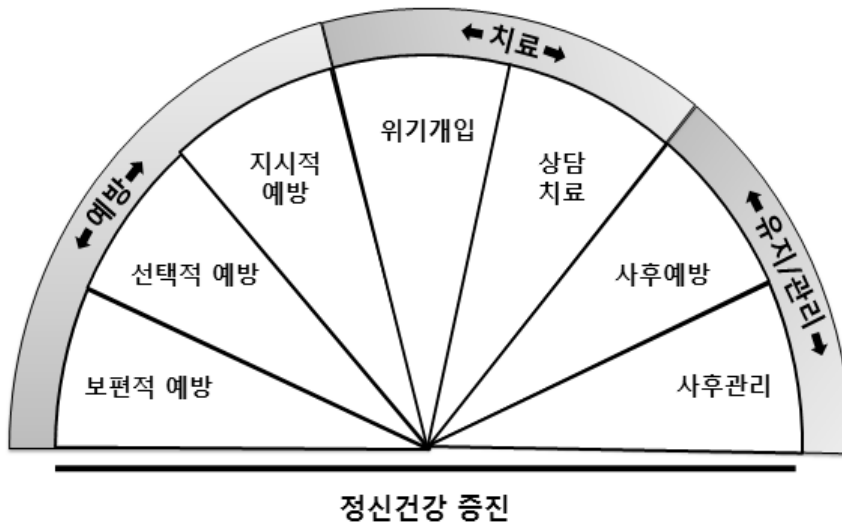 치료
위기개입
지시적
예방
상담
치료
예방
유지/관리
선택적 예방
사후예방
보편적 예방
사후관리
정신건강 증진